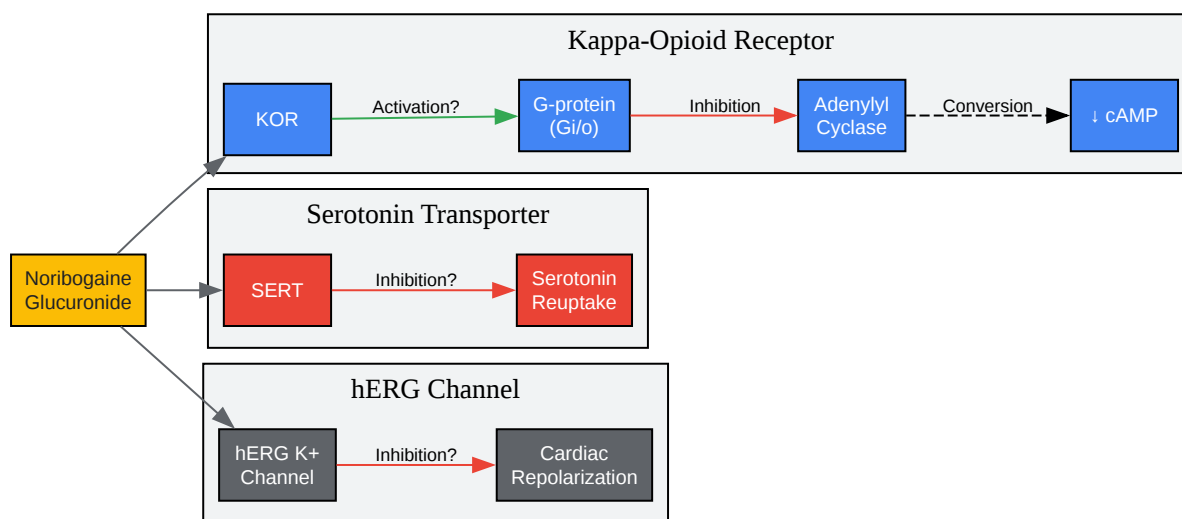 Kappa-Opioid Receptor
KOR
Activation?
G-protein
(Gi/o)
Inhibition
Adenylyl
Cyclase
Conversion
↓ cAMP
Serotonin Transporter
Noribogaine
Glucuronide
SERT
Inhibition?
Serotonin
Reuptake
hERG Channel
hERG K+
Channel
Inhibition?
Cardiac
Repolarization